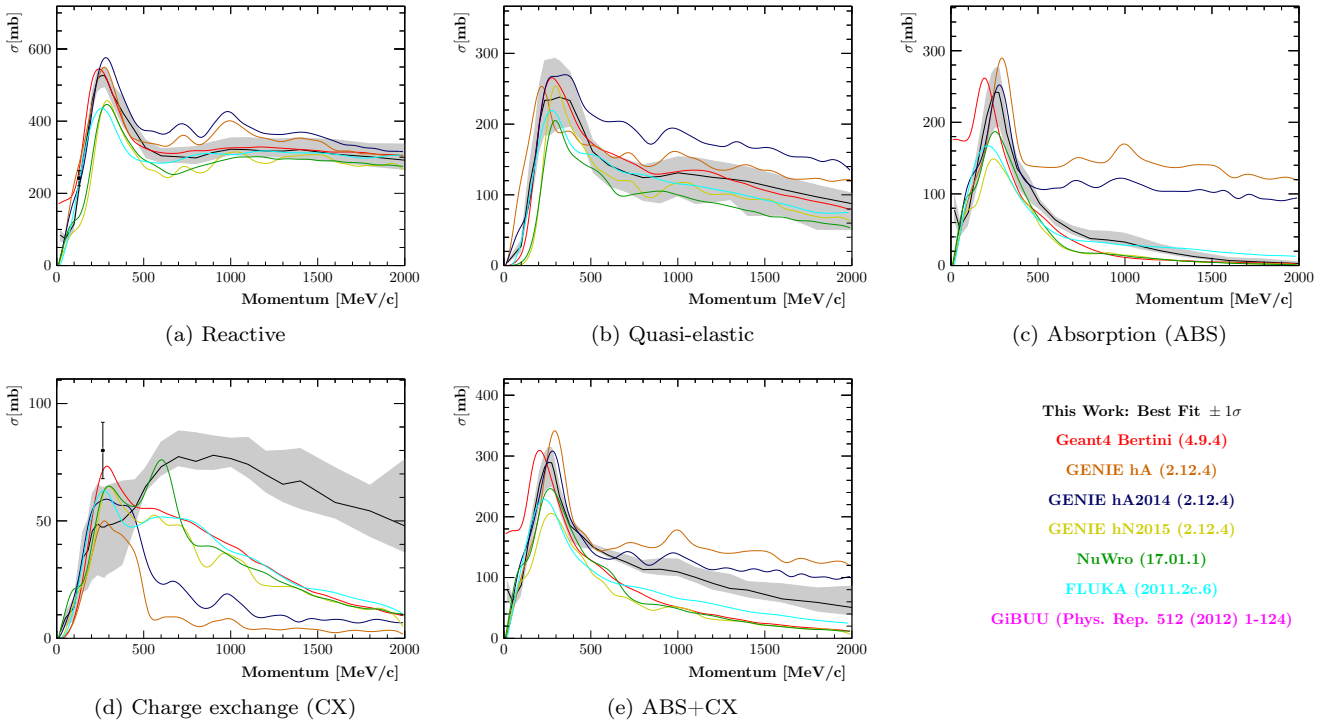 σ[mb]
600
400
200
0
0
500
1000
1500
2000
Momentum [MeV/c]
(a) Reactive
σ[mb]
300
200
100
0
0
500
1000
1500
2000
Momentum [MeV/c]
(b) Quasi-elastic
σ[mb]
300
200
100
0
0
500
1000
1500
2000
Momentum [MeV/c]
(c) Absorption (ABS)
σ[mb]
100
50
0
0
500
1000
1500
2000
Momentum [MeV/c]
(d) Charge exchange (CX)
σ[mb]
400
300
200
100
0
0
500
1000
1500
2000
Momentum [MeV/c]
(e) ABS+CX
This Work: Best Fit ± 1σ
Geant4 Bertini (4.9.4)
GENIE hA (2.12.4)
GENIE hA2014 (2.12.4)
GENIE hN2015 (2.12.4)
NuWro (17.01.1)
FLUKA (2011.2c.6)
GiBUU (Phys. Rep. 512 (2012) 1-124)